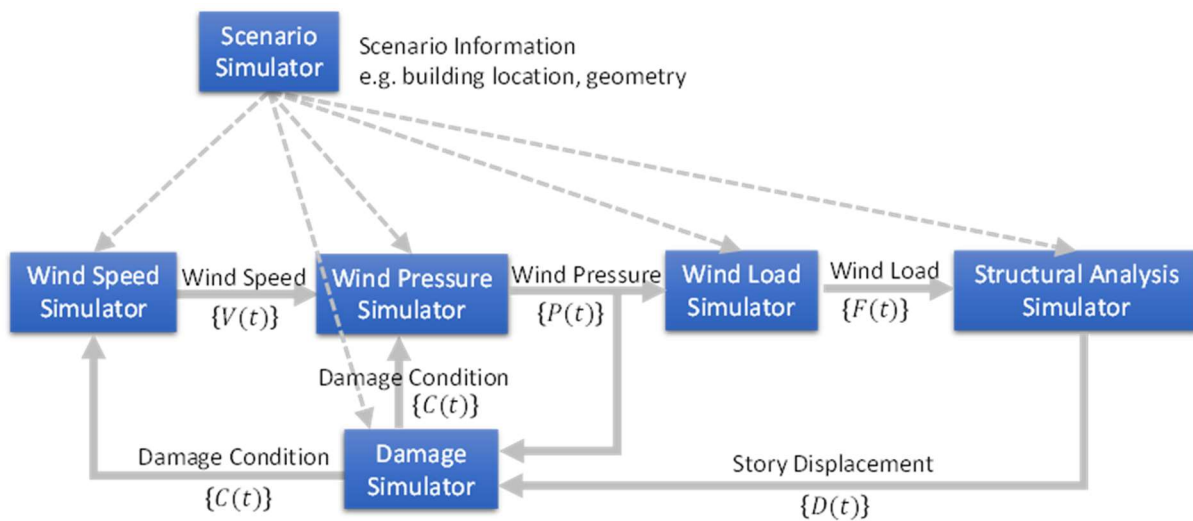 Scenario
Simulator
Scenario Information
e.g. building location, geometry
Wind Speed
Simulator
Wind Speed
{V(t)}
Wind Pressure
Simulator
Wind Pressure
{P(t)}
Wind Load
Simulator
Wind Load
{F(t)}
Structural Analysis
Simulator
Damage Condition
{C(t)}
Damage Condition
{C(t)}
Damage
Simulator
Story Displacement
{D(t)}